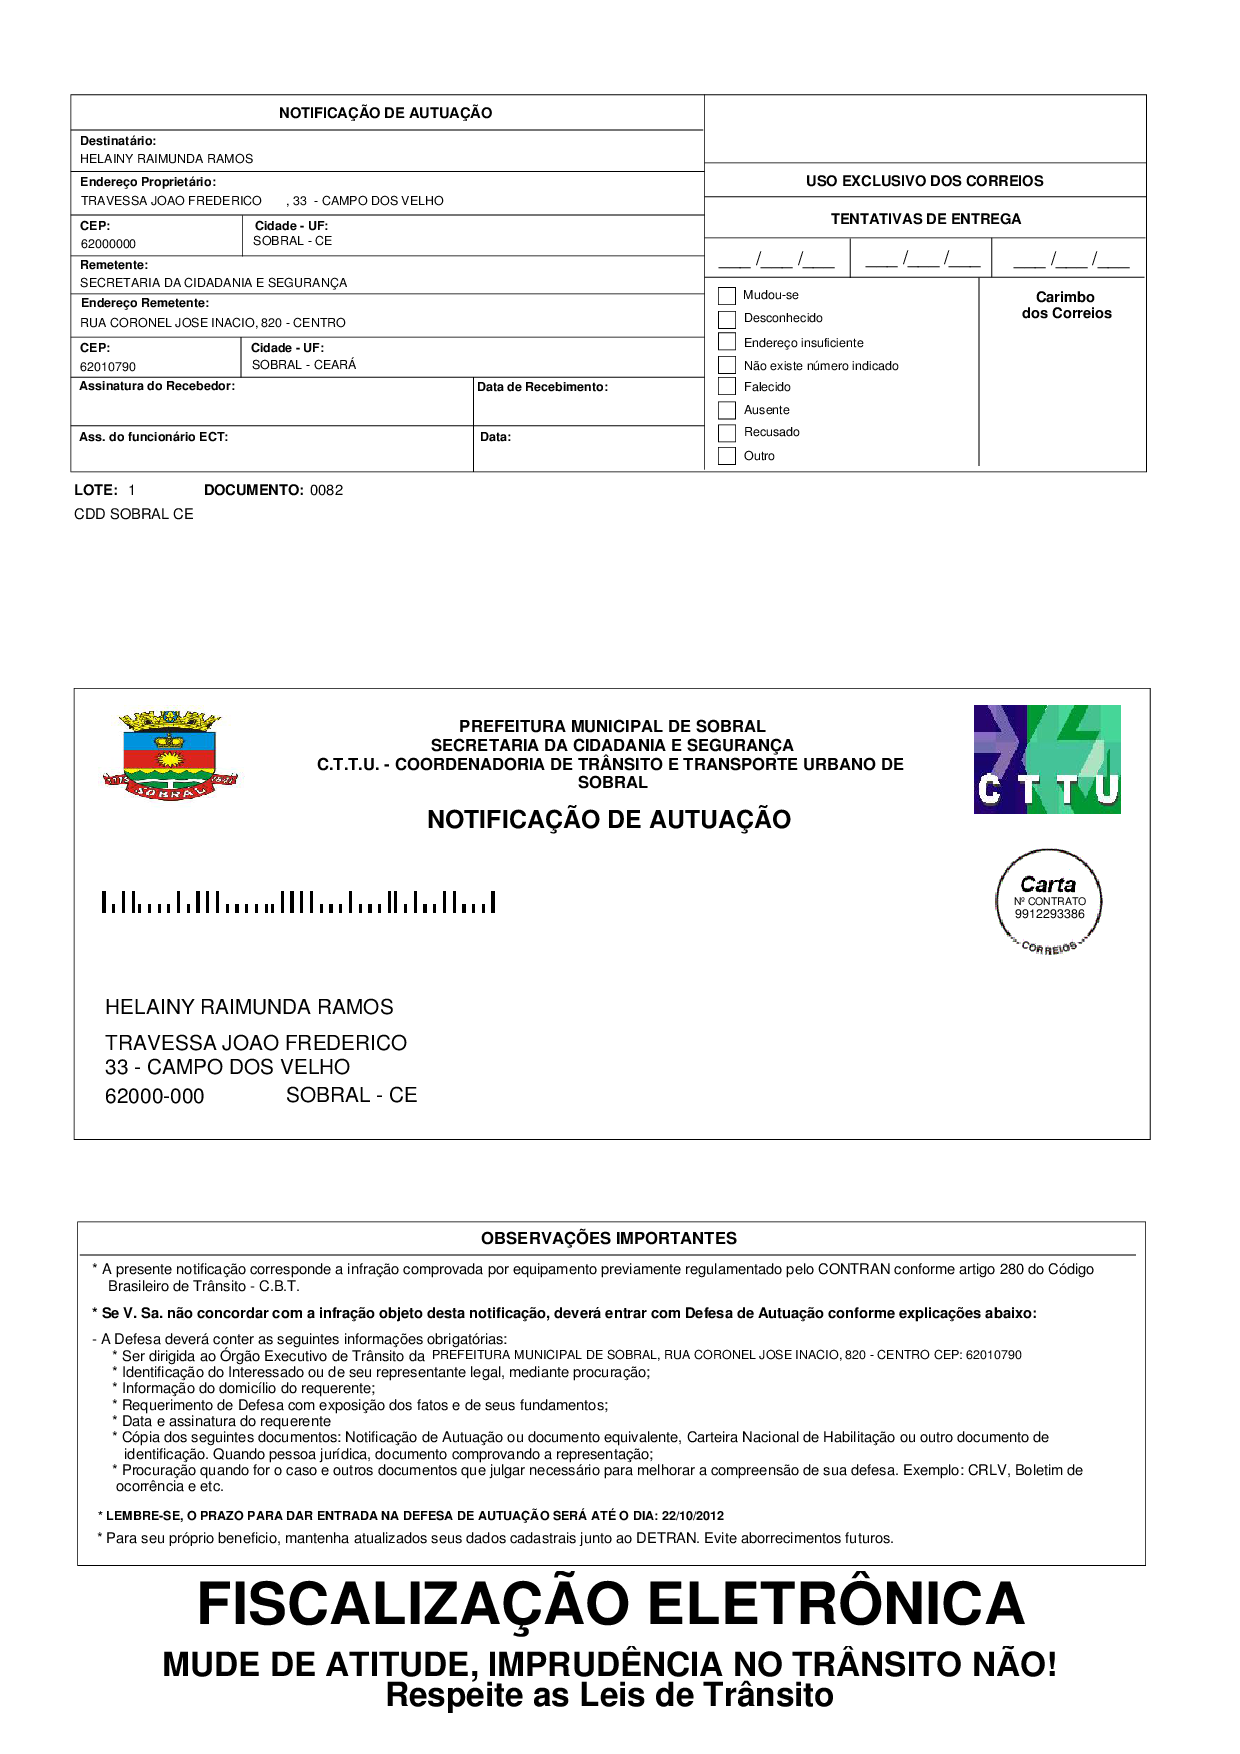 NOTIFICAÇÃO DE AUTUAÇÃO
Destinatário:
HELAINY RAIMUNDA RAMOS
Endereço Proprietário:
TRAVESSA JOAO FREDERICO , 33 - CAMPO DOS VELHO
CEP: Cidade - UF:
62000000 SOBRAL - CE
Remetente:
SECRETARIA DA CIDADANIA E SEGURANÇA
Endereço Remetente:
RUA CORONEL JOSE INACIO, 820 - CENTRO
CEP: Cidade - UF:
62010790 SOBRAL - CEARÁ
Assinatura do Recebedor: Data de Recebimento:
Ass. do funcionário ECT: Data:
USO EXCLUSIVO DOS CORREIOS
TENTATIVAS DE ENTREGA
___ /___ /___ ___ /___ /___ ___ /___ /___
Mudou-se
Desconhecido
Endereço insuficiente
Não existe número indicado
Falecido
Ausente
Recusado
Outro
Carimbo
dos Correios
LOTE: 1 DOCUMENTO: 0082
CDD SOBRAL CE
SOBRAL
PREFEITURA MUNICIPAL DE SOBRAL
SECRETARIA DA CIDADANIA E SEGURANÇA
C.T.T.U. - COORDENADORIA DE TRÂNSITO E TRANSPORTE URBANO DE
SOBRAL
NOTIFICAÇÃO DE AUTUAÇÃO
CTTU
Carta
Nº CONTRATO
9912293386
CORREIOS
HELAINY RAIMUNDA RAMOS
TRAVESSA JOAO FREDERICO
33 - CAMPO DOS VELHO
62000-000 SOBRAL - CE
OBSERVAÇÕES IMPORTANTES
* A presente notificação corresponde a infração comprovada por equipamento previamente regulamentado pelo CONTRAN conforme artigo 280 do Código
Brasileiro de Trânsito - C.B.T.
* Se V. Sa. não concordar com a infração objeto desta notificação, deverá entrar com Defesa de Autuação conforme explicações abaixo:
- A Defesa deverá conter as seguintes informações obrigatórias:
* Ser dirigida ao Órgão Executivo de Trânsito da PREFEITURA MUNICIPAL DE SOBRAL, RUA CORONEL JOSE INACIO, 820 - CENTRO CEP: 62010790
* Identificação do Interessado ou de seu representante legal, mediante procuração;
* Informação do domicílio do requerente;
* Requerimento de Defesa com exposição dos fatos e de seus fundamentos;
* Data e assinatura do requerente
* Cópia dos seguintes documentos: Notificação de Autuação ou documento equivalente, Carteira Nacional de Habilitação ou outro documento de
identificação. Quando pessoa jurídica, documento comprovando a representação;
* Procuração quando for o caso e outros documentos que julgar necessário para melhorar a compreensão de sua defesa. Exemplo: CRLV, Boletim de
ocorrência e etc.
* LEMBRE-SE, O PRAZO PARA DAR ENTRADA NA DEFESA DE AUTUAÇÃO SERÁ ATÉ O DIA: 22/10/2012
* Para seu próprio beneficio, mantenha atualizados seus dados cadastrais junto ao DETRAN. Evite aborrecimentos futuros.
FISCALIZAÇÃO ELETRÔNICA
MUDE DE ATITUDE, IMPRUDÊNCIA NO TRÂNSITO NÃO!
Respeite as Leis de Trânsito